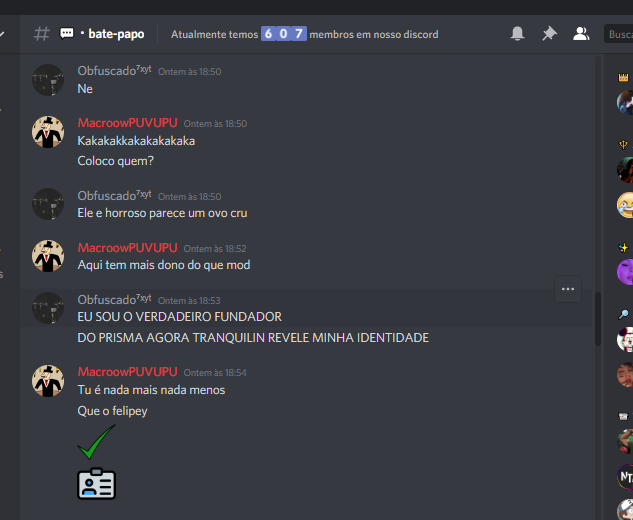 bate-papo
Atualmente temos 607 membros em nosso discord
Busca
Obfuscado⁷ˣʸᵗ Ontem às 18:50
Ne
MacroowPUVUPU Ontem às 18:50
Kakakakkakakakakaka
Coloco quem?
Obfuscado⁷ˣʸᵗ Ontem às 18:50
Ele e horroso parece um ovo cru
MacroowPUVUPU Ontem às 18:52
Aqui tem mais dono do que mod
Obfuscado⁷ˣʸᵗ Ontem às 18:53
EU SOU O VERDADEIRO FUNDADOR
DO PRISMA AGORA TRANQUILIN REVELE MINHA IDENTIDADE
MacroowPUVUPU Ontem às 18:54
Tu é nada mais nada menos
Que o felipey